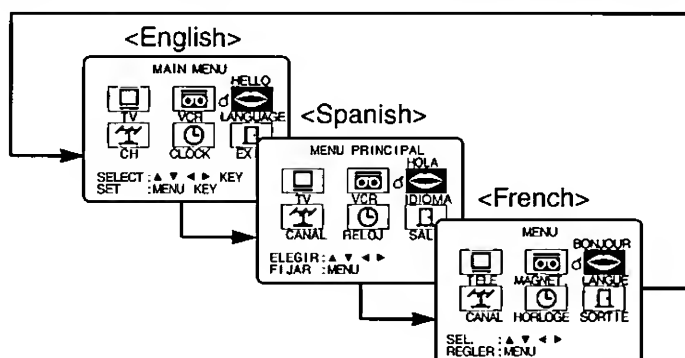 <English>
MAIN MENU
HELLO
TV VCR LANGUAGE
CH CLOCK
SELECT :▲ ▼ ◄ ► KEY
SET :MENU KEY
<Spanish>
MENU PRINCIPAL
HOLA
TV VCR IDIOMA
CANAL RELOJ
ELEGIR:▲ ▼ ◄ ►
FIJAR :MENU
<French>
MENU
BONJOUR
TELE MAGNET LANGUE
CANAL HORLOGE SORTIE
SEL. :▲ ▼ ◄ ►
REGLER:MENU